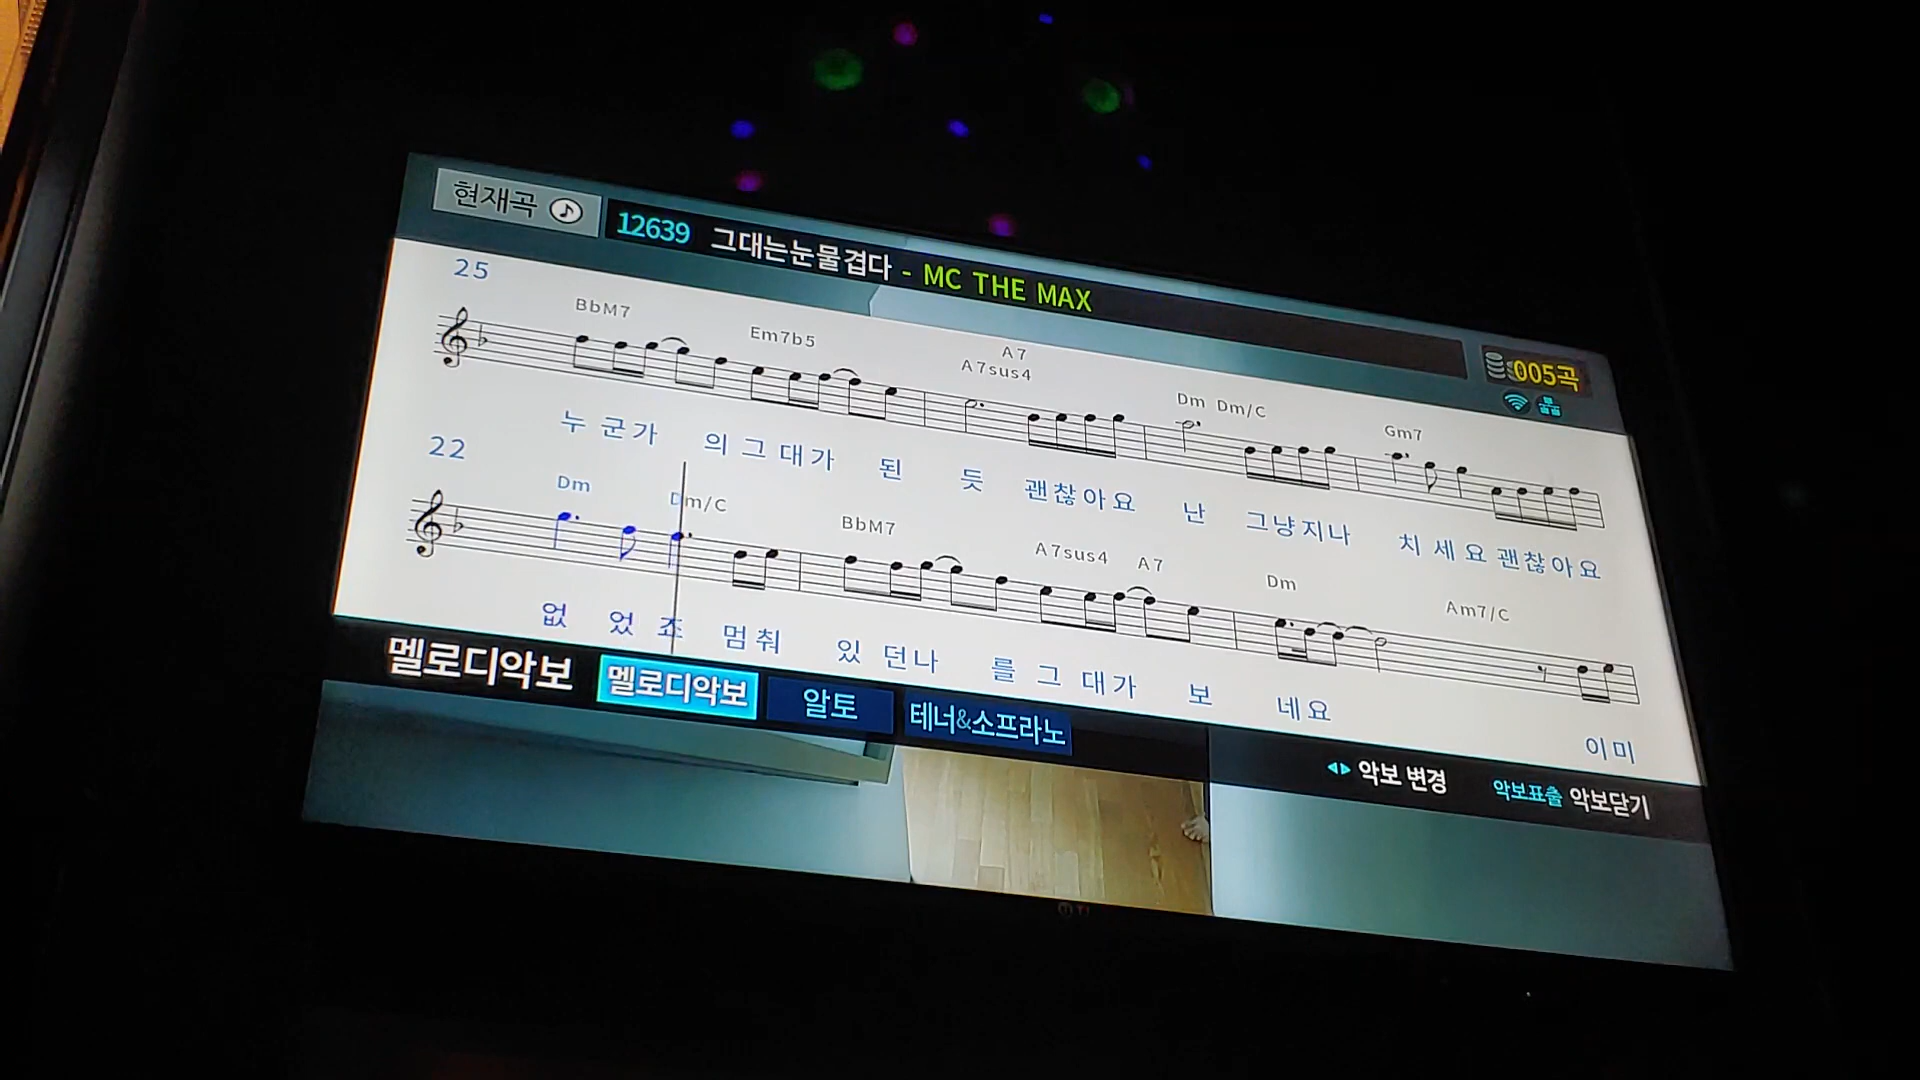 현재곡
12639 그대는눈물겹다 - MC THE MAX
005곡
25
BbM7 Em7b5 A7sus4 A7 Dm Dm/C Gm7
누 군가 의 그 대가 된 듯 괜찮아요 난 그냥지나 치 세 요 괜찮아요
22
Dm Dm/C BbM7 A7sus4 A7 Dm Am7/C
없 었 죠 멈춰 있 던나 를 그 대가 보 네요 이미
멜로디악보 멜로디악보 알토 테너&소프라노
악보 변경 악보표출 악보닫기